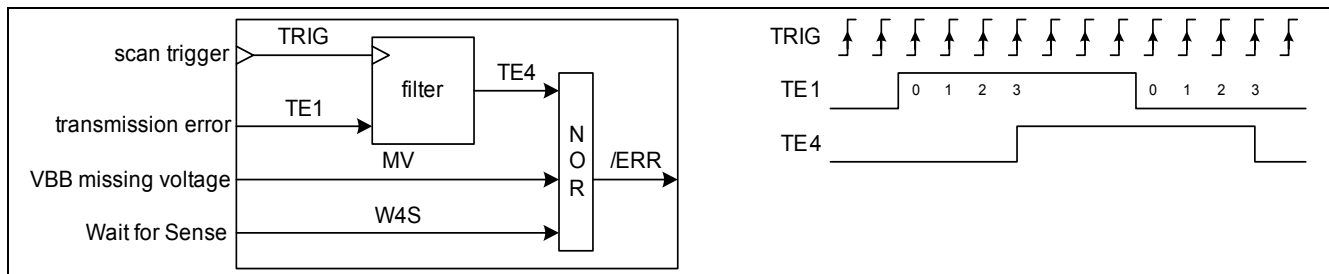 scan trigger
TRIG
transmission error
TE1
filter
TE4
VBB missing voltage
MV
Wait for Sense
W4S
N
O
R
/ERR
TRIG
TE1
0 1 2 3 0 1 2 3
TE4